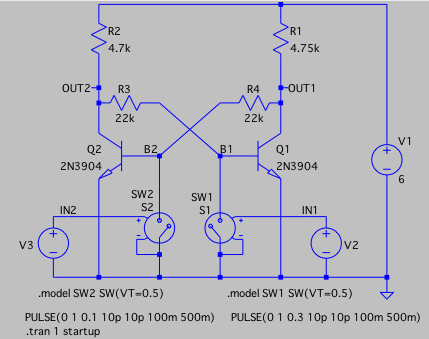 R2
4.7k
R1
4.75k
OUT2
R3
22k
R4
22k
OUT1
Q2
2N3904
B2
B1
Q1
2N3904
V1
6
SW2
S2
SW1
S1
IN2
IN1
V3
V2
+
-
+
-
+
-
+
-
+
-
.model SW2 SW(VT=0.5)
.model SW1 SW(VT=0.5)
PULSE(0 1 0.1 10p 10p 100m 500m)
PULSE(0 1 0.3 10p 10p 100m 500m)
.tran 1 startup